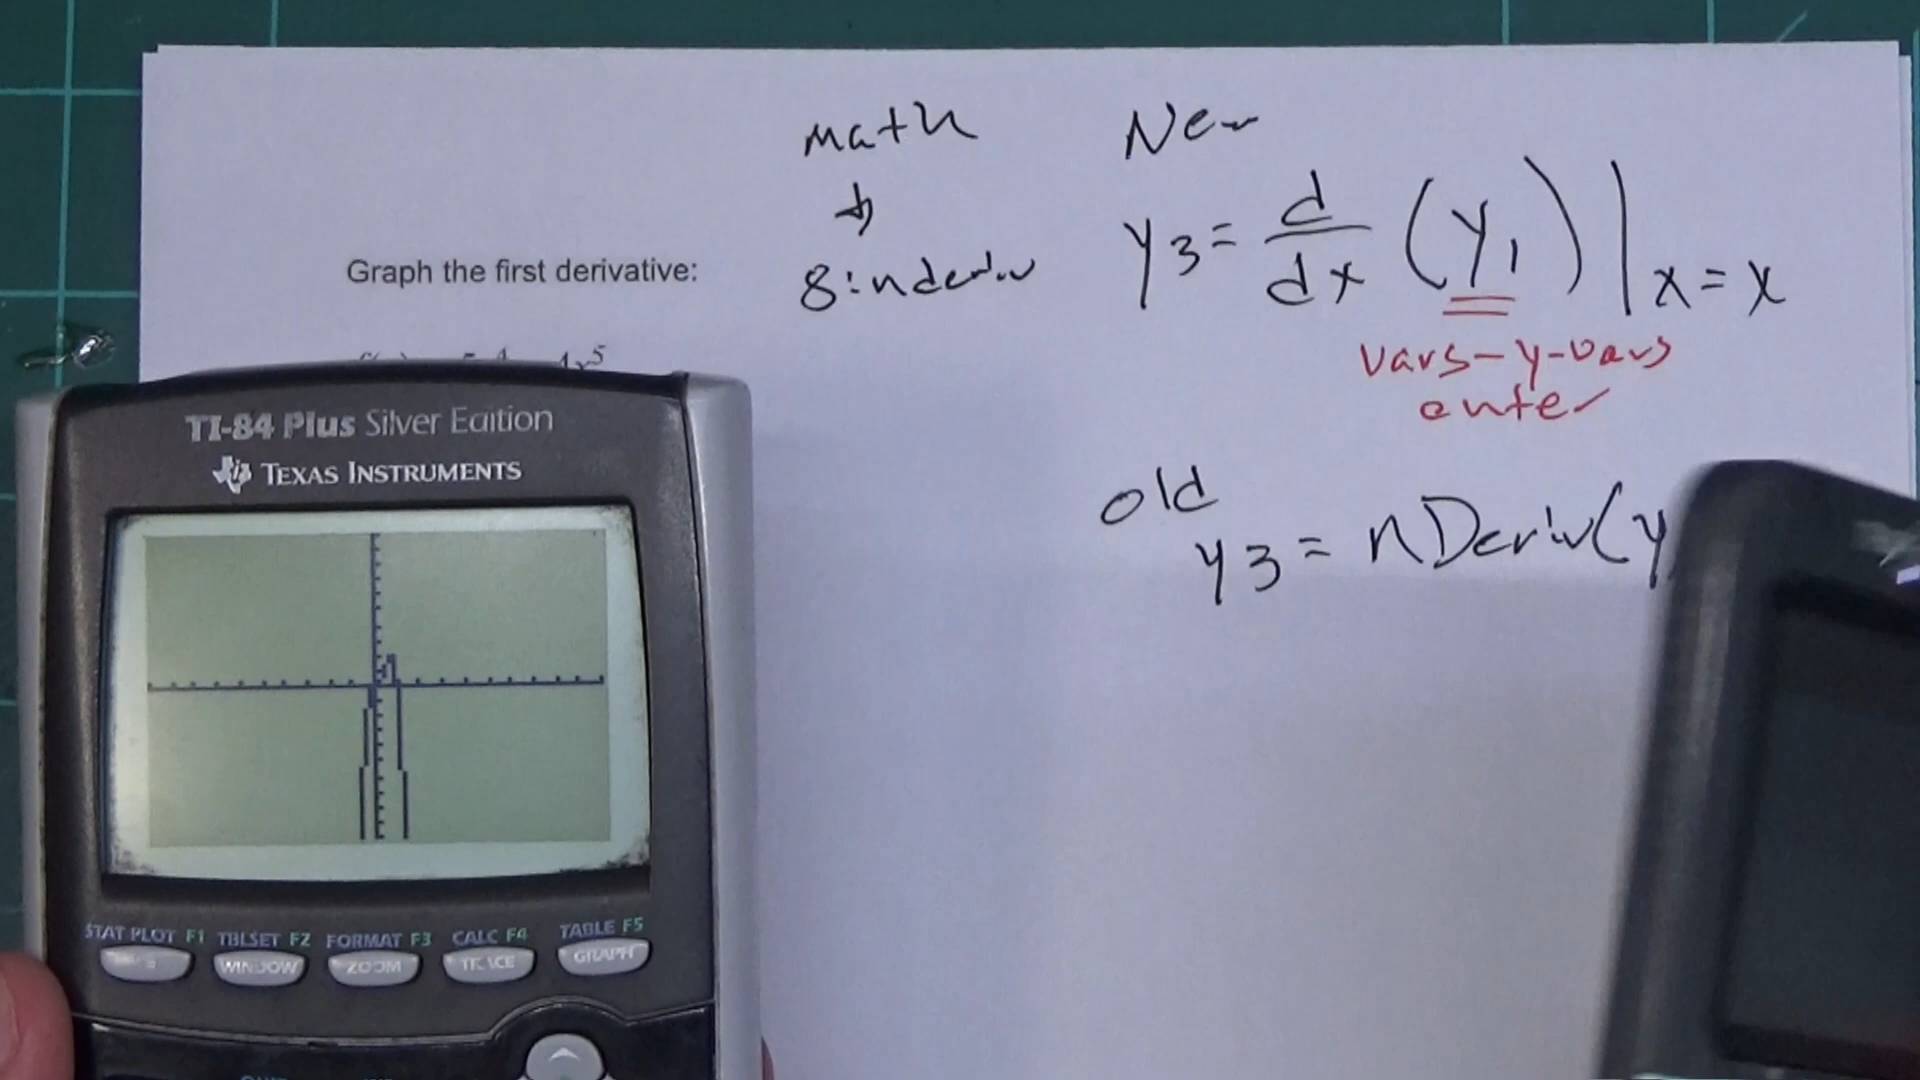 math
↓
8:nderiv
New
y3 = d/dx (y1) | x = x
vars-y-vars
enter
Graph the first derivative:
old
y3 = nDeriv(y
TI-84 Plus Silver Edition
TEXAS INSTRUMENTS
STAT PLOT F1 TBLSET F2 FORMAT F3 CALC F4 TABLE F5
WINDOW ZOOM TRACE GRAPH